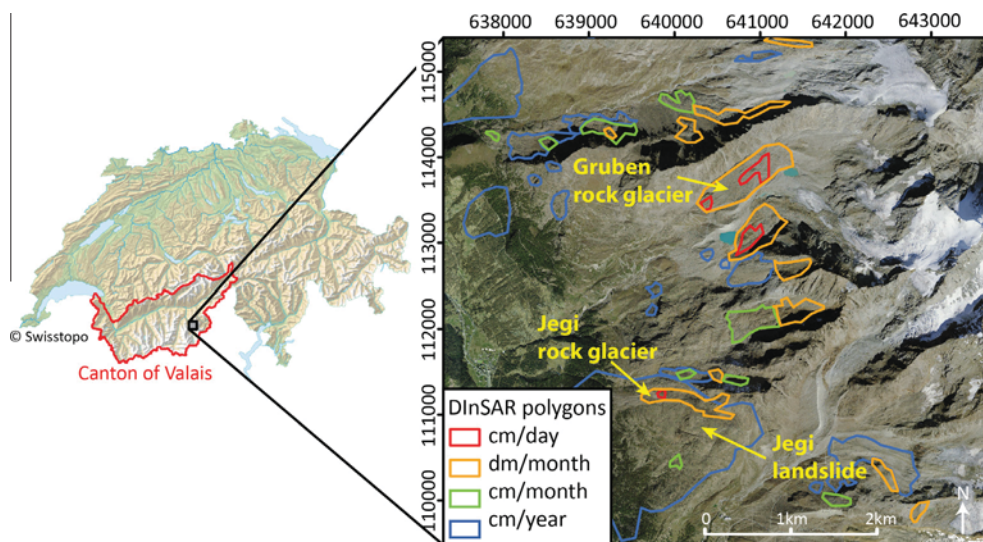 638000 639000 640000 641000 642000 643000
115000
114000
113000
112000
111000
110000
Gruben
rock glacier
Jegi
rock glacier
Jegi
landslide
© Swisstopo
Canton of Valais
DInSAR polygons
cm/day
dm/month
cm/month
cm/year
N
0 1km 2km